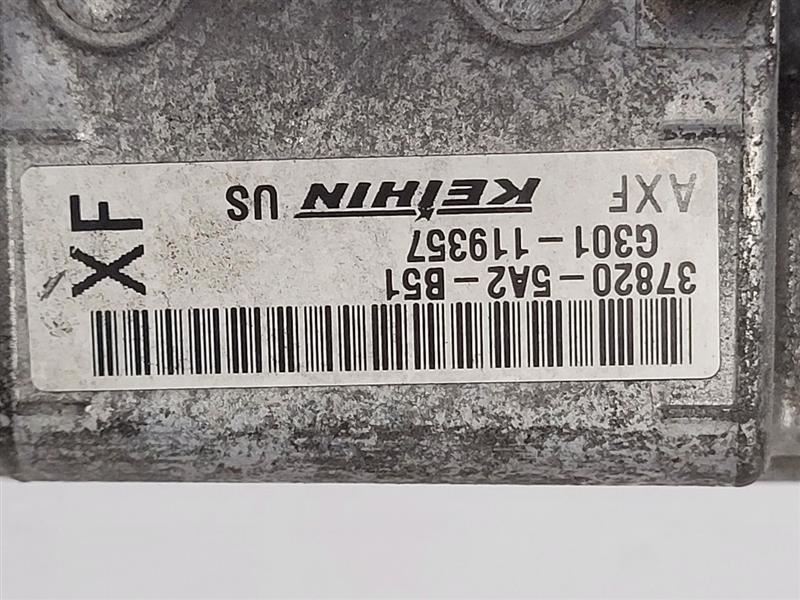 37820-5A2-B51
G301-119357
AXF KEIHIN US
XF